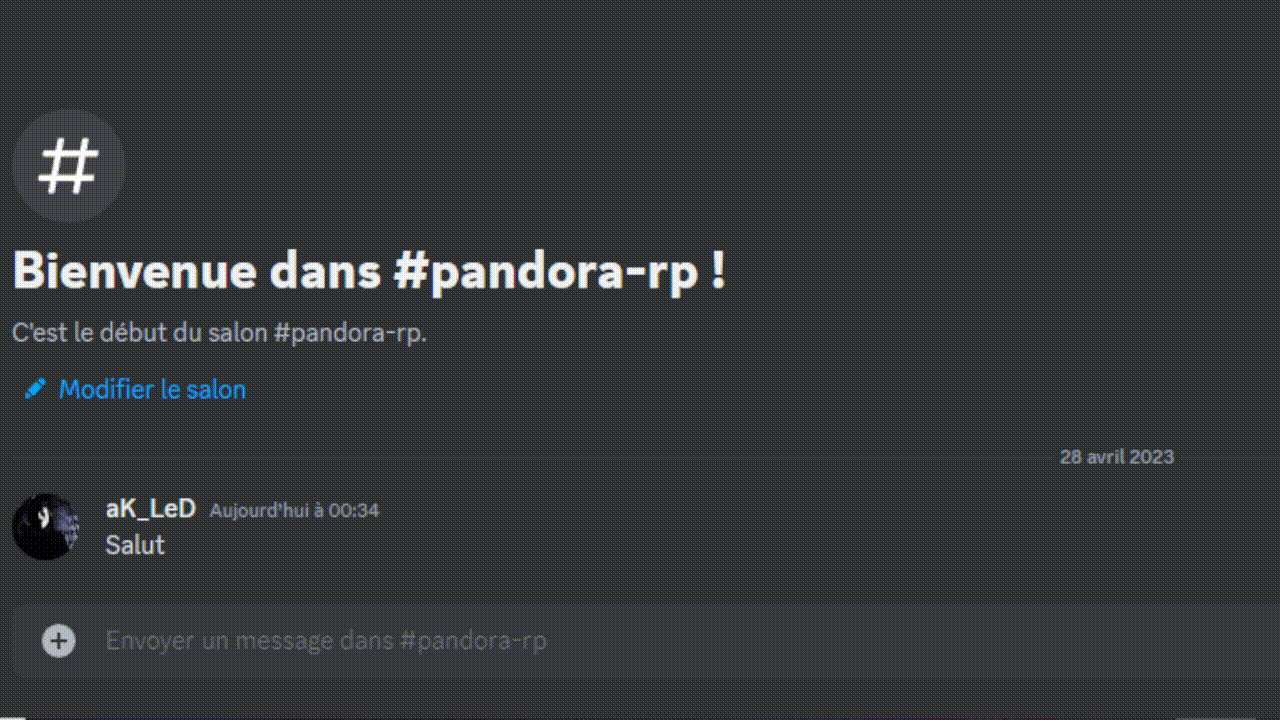 #
Bienvenue dans #pandora-rp !
C'est le début du salon #pandora-rp.
Modifier le salon
28 avril 2023
aK_LeD Aujourd'hui à 00:34
Salut
Envoyer un message dans #pandora-rp